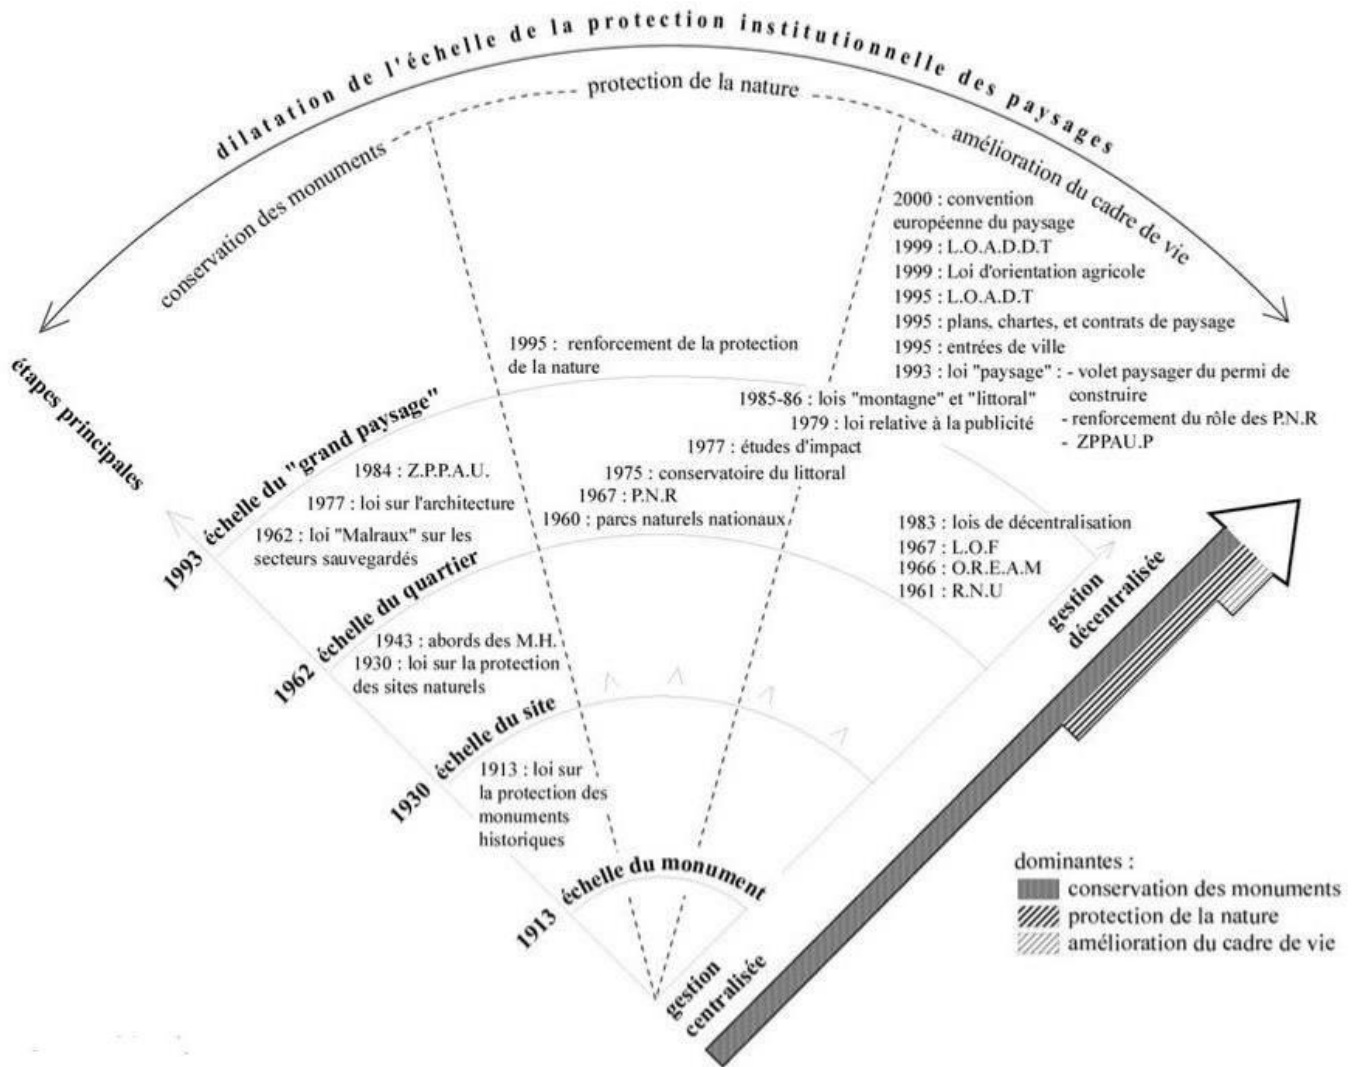 dilatation de l'échelle de la protection institutionnelle des paysages
conservation des monuments
protection de la nature
amélioration du cadre de vie
2000 : convention
européenne du paysage
1999 : L.O.A.D.D.T
1999 : Loi d'orientation agricole
1995 : L.O.A.D.T
1995 : plans, chartes, et contrats de paysage
1995 : entrées de ville
1993 : loi "paysage" : - volet paysager du permi de
construire
- renforcement du rôle des P.N.R
- ZPPAU.P
1995 : renforcement de la protection
de la nature
1985-86 : lois "montagne" et "littoral"
1979 : loi relative à la publicité
1977 : études d'impact
1975 : conservatoire du littoral
1967 : P.N.R
1960 : parcs naturels nationaux
étapes principales
1993 échelle du "grand paysage"
1984 : Z.P.P.A.U.
1977 : loi sur l'architecture
1962 : loi "Malraux" sur les
secteurs sauvegardés
1983 : lois de décentralisation
1967 : L.O.F
1966 : O.R.E.A.M
1961 : R.N.U
1962 échelle du quartier
1943 : abords des M.H.
1930 : loi sur la protection
des sites naturels
1930 échelle du site
1913 : loi sur
la protection des
monuments
historiques
1913 échelle du monument
gestion
décentralisée
gestion
centralisée
dominantes :
conservation des monuments
protection de la nature
amélioration du cadre de vie